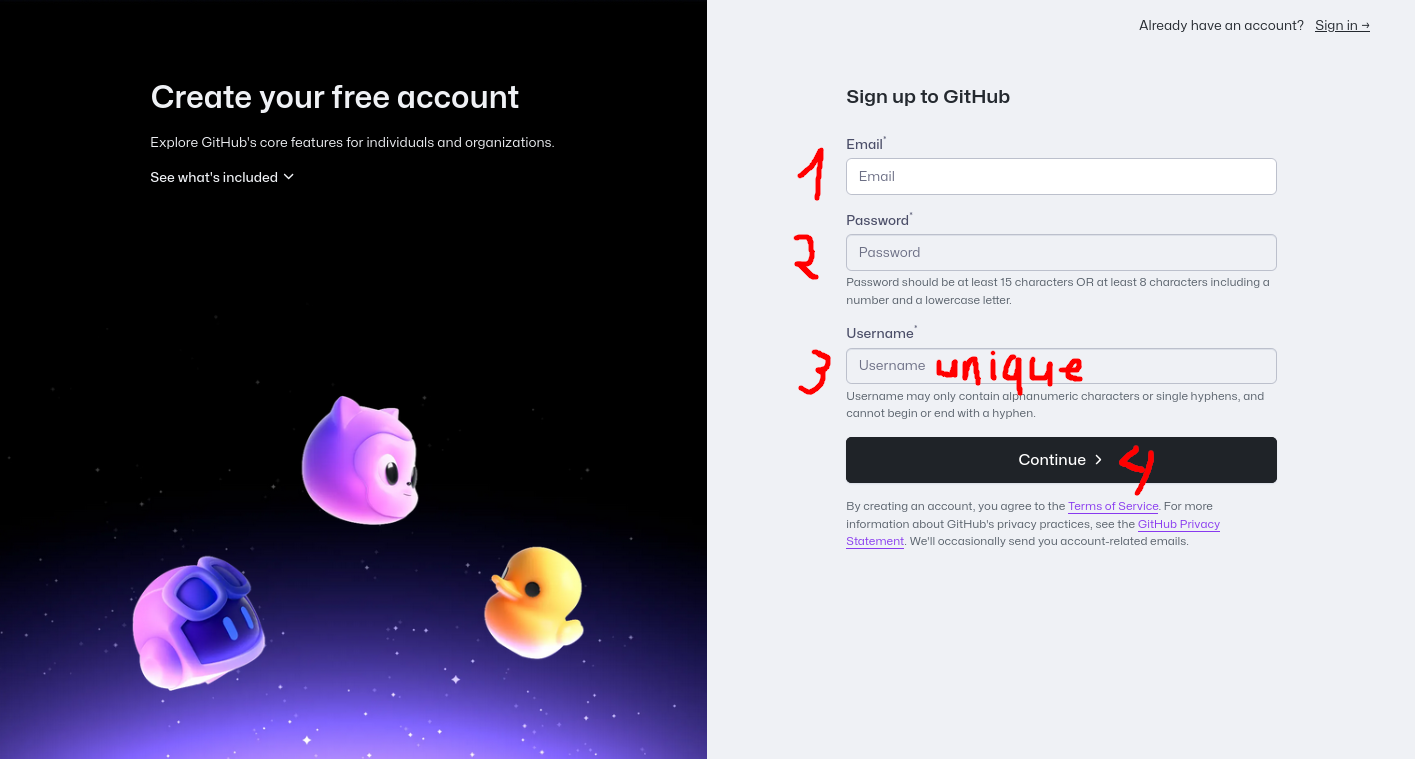 Already have an account? Sign in →
Create your free account
Explore GitHub's core features for individuals and organizations.
See what's included
Sign up to GitHub
Email*
1
Email
Password*
2
Password
Password should be at least 15 characters OR at least 8 characters including a
number and a lowercase letter.
Username*
3
Username unique
Username may only contain alphanumeric characters or single hyphens, and
cannot begin or end with a hyphen.
Continue > 4
By creating an account, you agree to the Terms of Service. For more
information about GitHub's privacy practices, see the GitHub Privacy
Statement. We'll occasionally send you account-related emails.